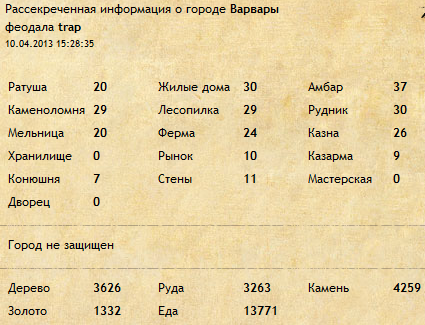 Рассекреченная информация о городе Варвары
феодала trap
10.04.2013 15:28:35
Ратуша 20 Жилые дома 30 Амбар 37
Каменоломня 29 Лесопилка 29 Рудник 30
Мельница 20 Ферма 24 Казна 26
Хранилище 0 Рынок 10 Казарма 9
Конюшня 7 Стены 11 Мастерская 0
Дворец 0
Город не защищен
Дерево 3626 Руда 3263 Камень 4259
Золото 1332 Еда 13771